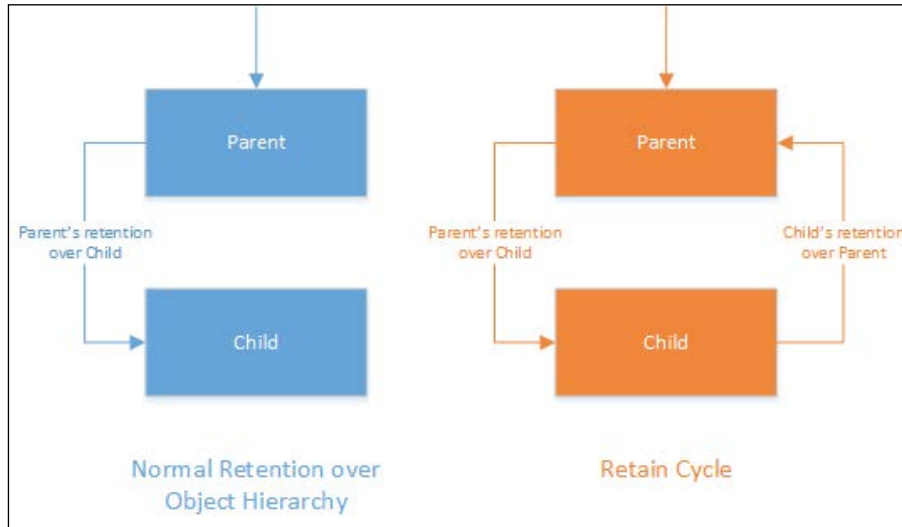 Parent
Parent's retention
over Child
Child
Normal Retention over
Object Hierarchy
Parent
Parent's retention
over Child
Child's retention
over Parent
Child
Retain Cycle